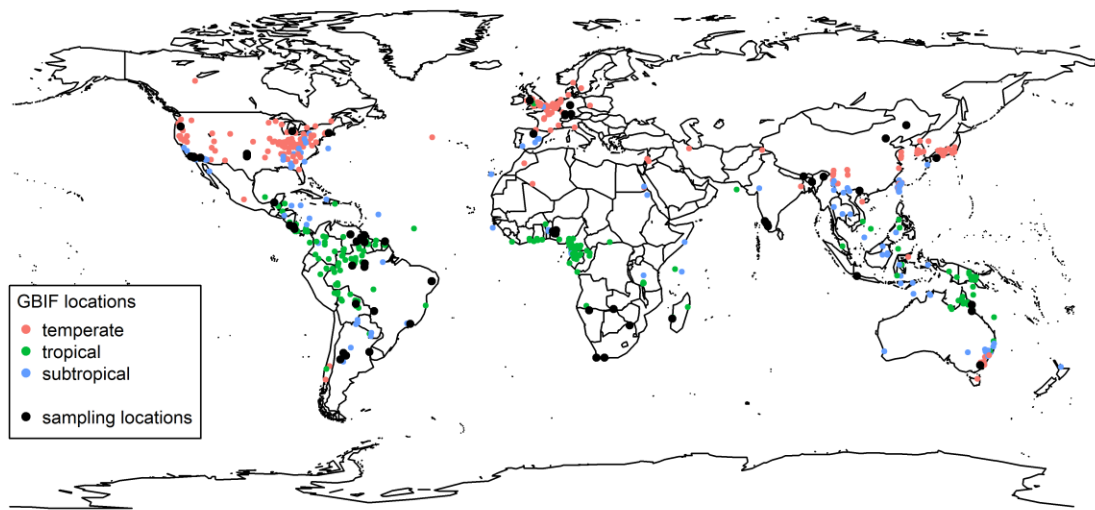 GBIF locations
temperate
tropical
subtropical
sampling locations